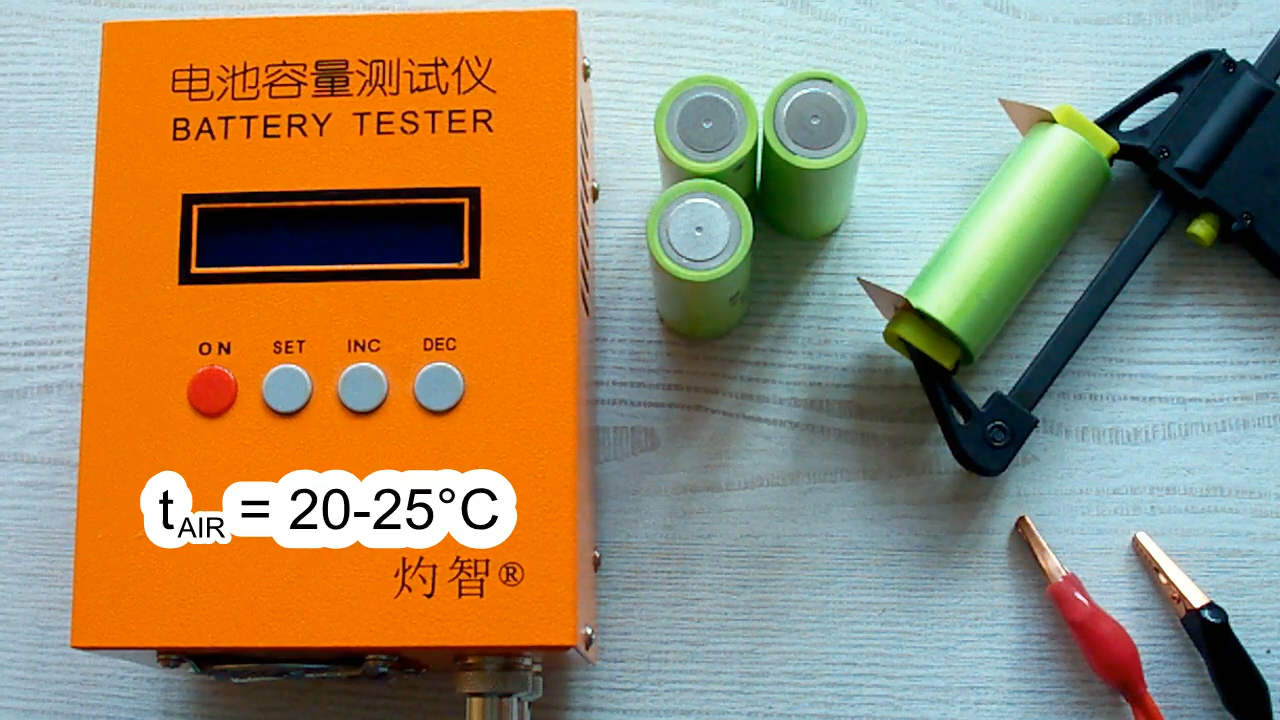 电池容量测试仪
BATTERY TESTER
ON SET INC DEC
tAIR = 20-25°C
灼智®